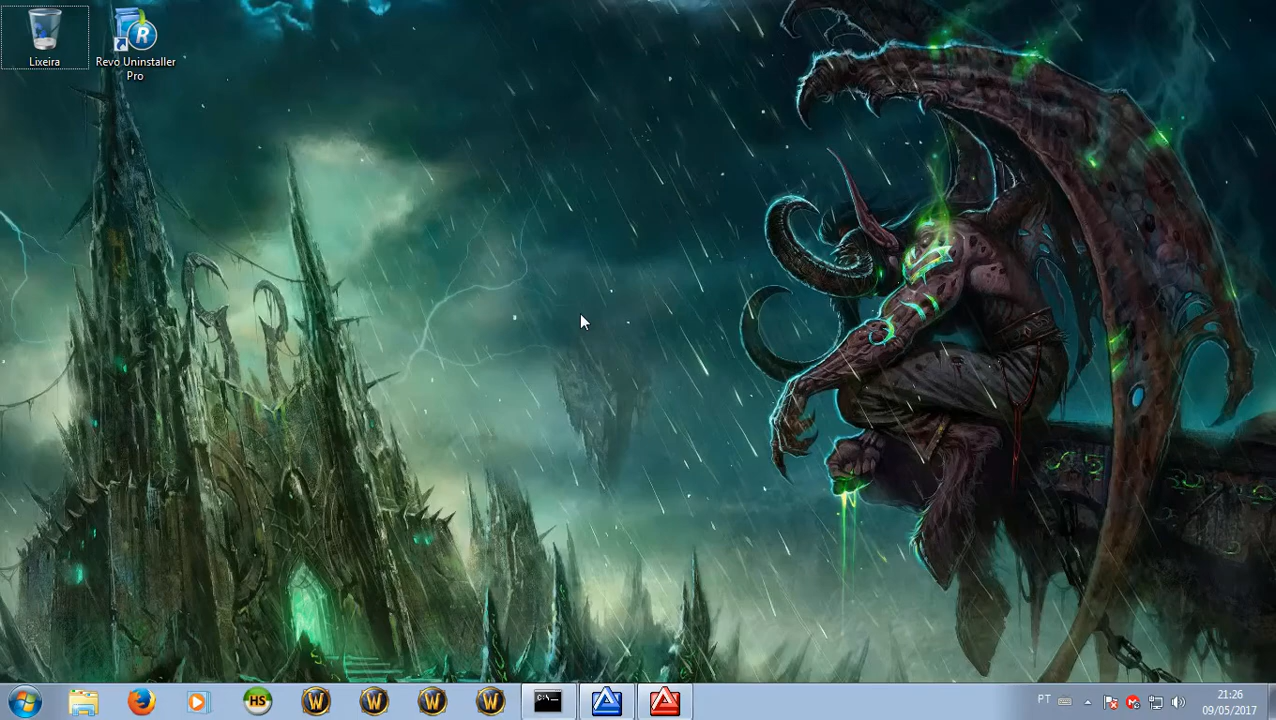 Lixeira
Revo Uninstaller
Pro
R
HS
W
W
W
W
C:\_
PT
21:26
09/05/2017